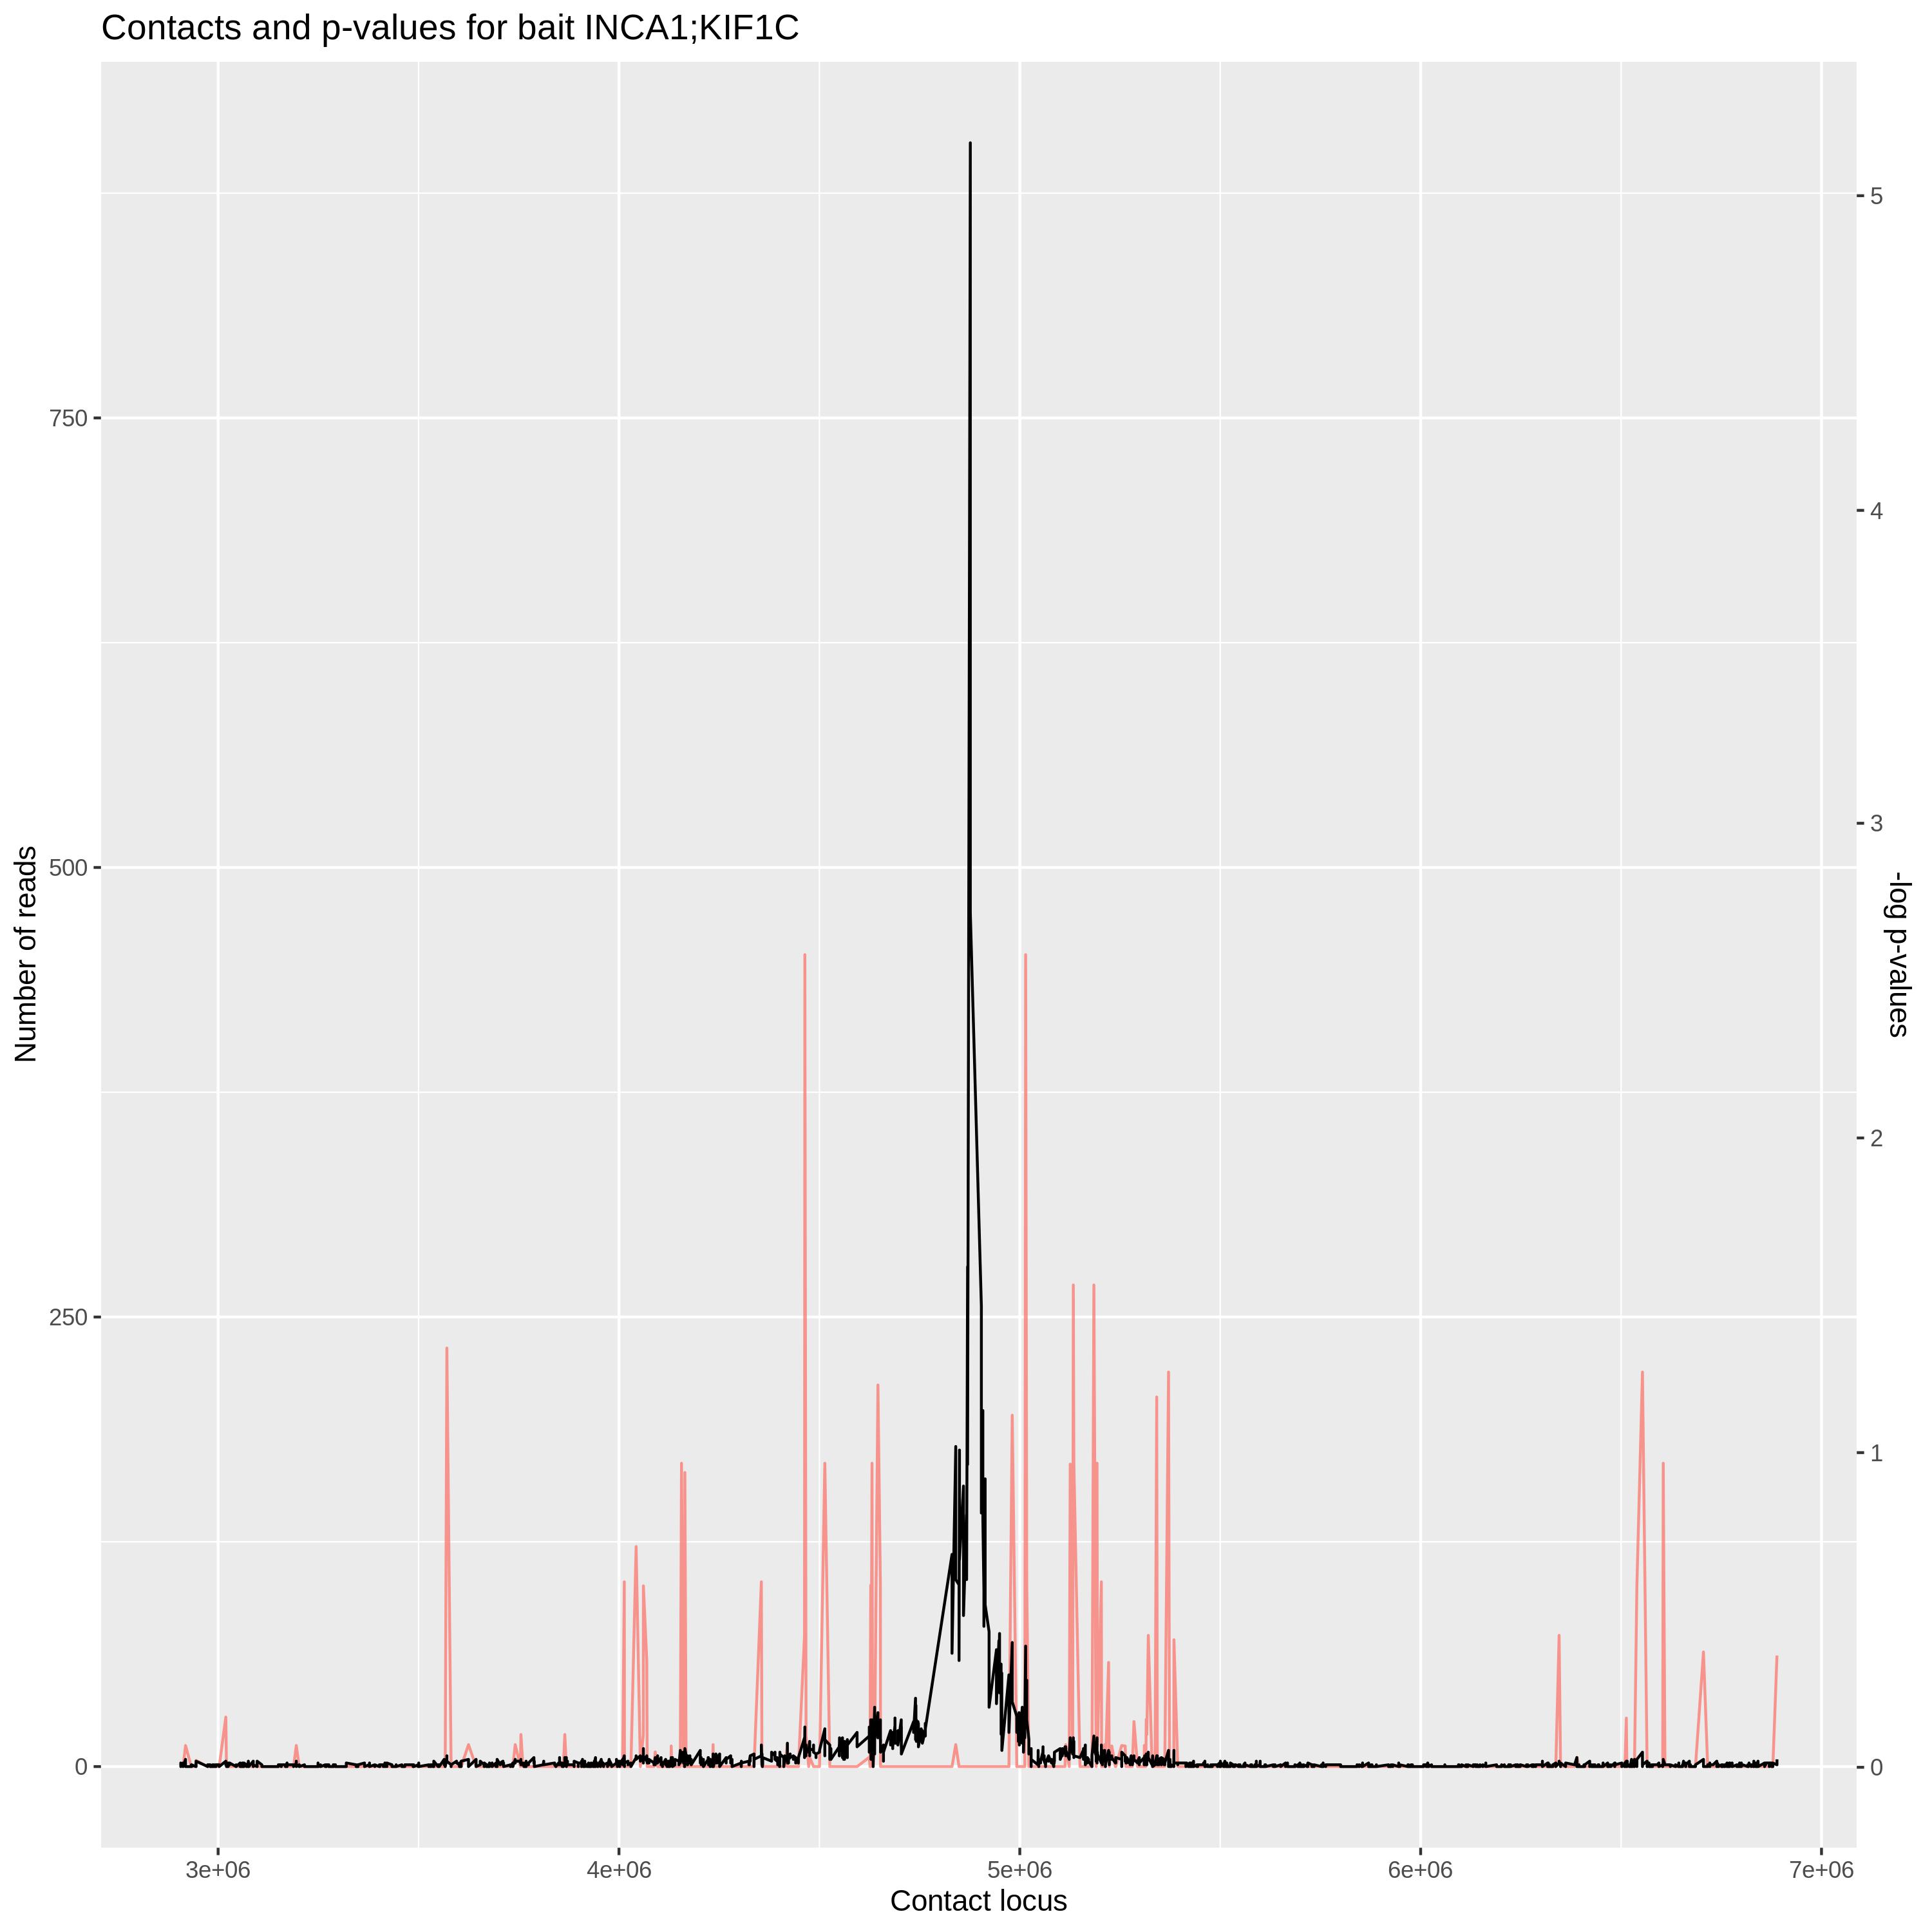 Contacts and p-values for bait INCA1;KIF1C
Number of reads
750
500
250
0
5
4
3
2
1
0
-log p-values
3e+06 4e+06 5e+06 6e+06 7e+06
Contact locus